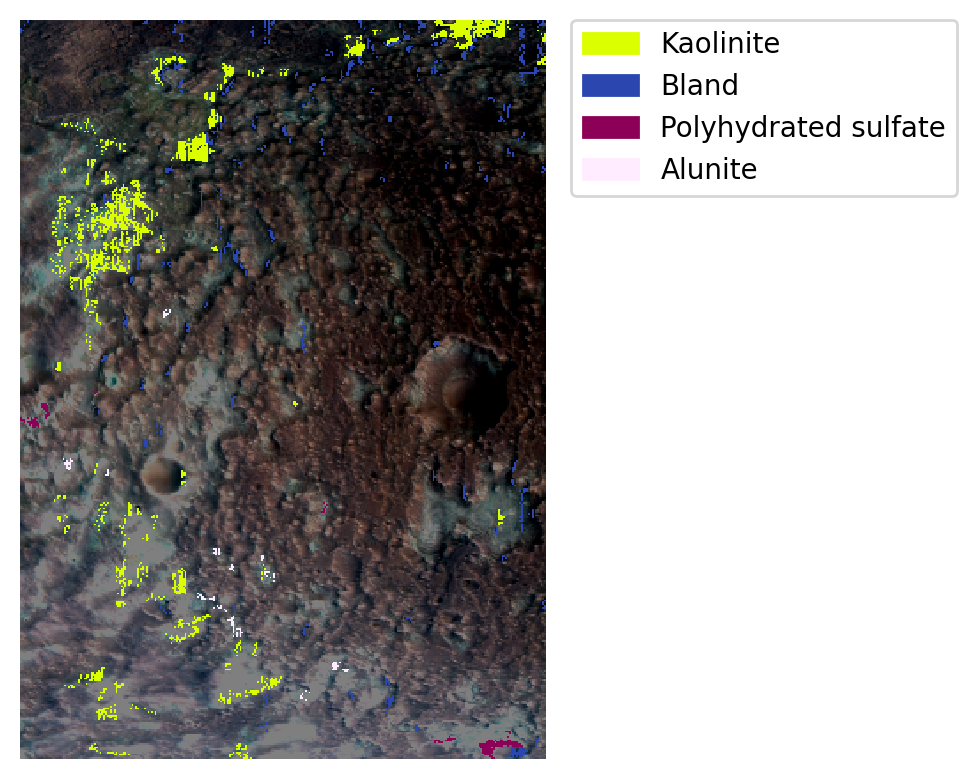 Kaolinite
Bland
Polyhydrated sulfate
Alunite